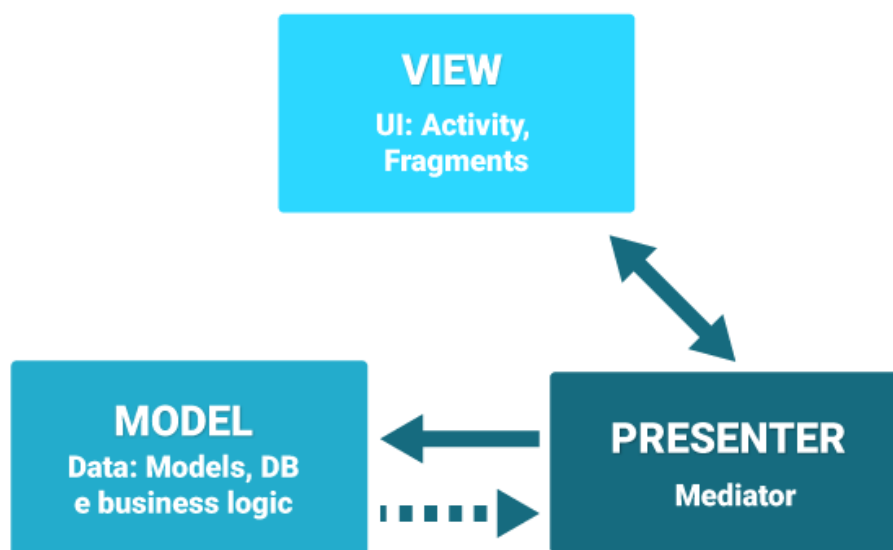 VIEW
UI: Activity,
Fragments
MODEL
Data: Models, DB
e business logic
PRESENTER
Mediator